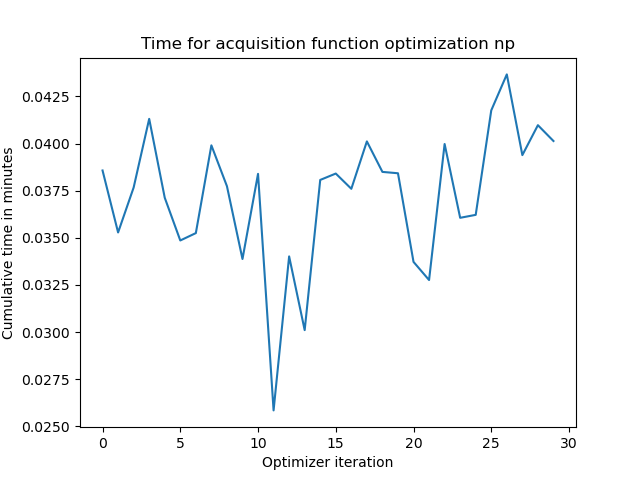 Time for acquisition function optimization np
Cumulative time in minutes
0.0425
0.0400
0.0375
0.0350
0.0325
0.0300
0.0275
0.0250
0 5 10 15 20 25 30
Optimizer iteration